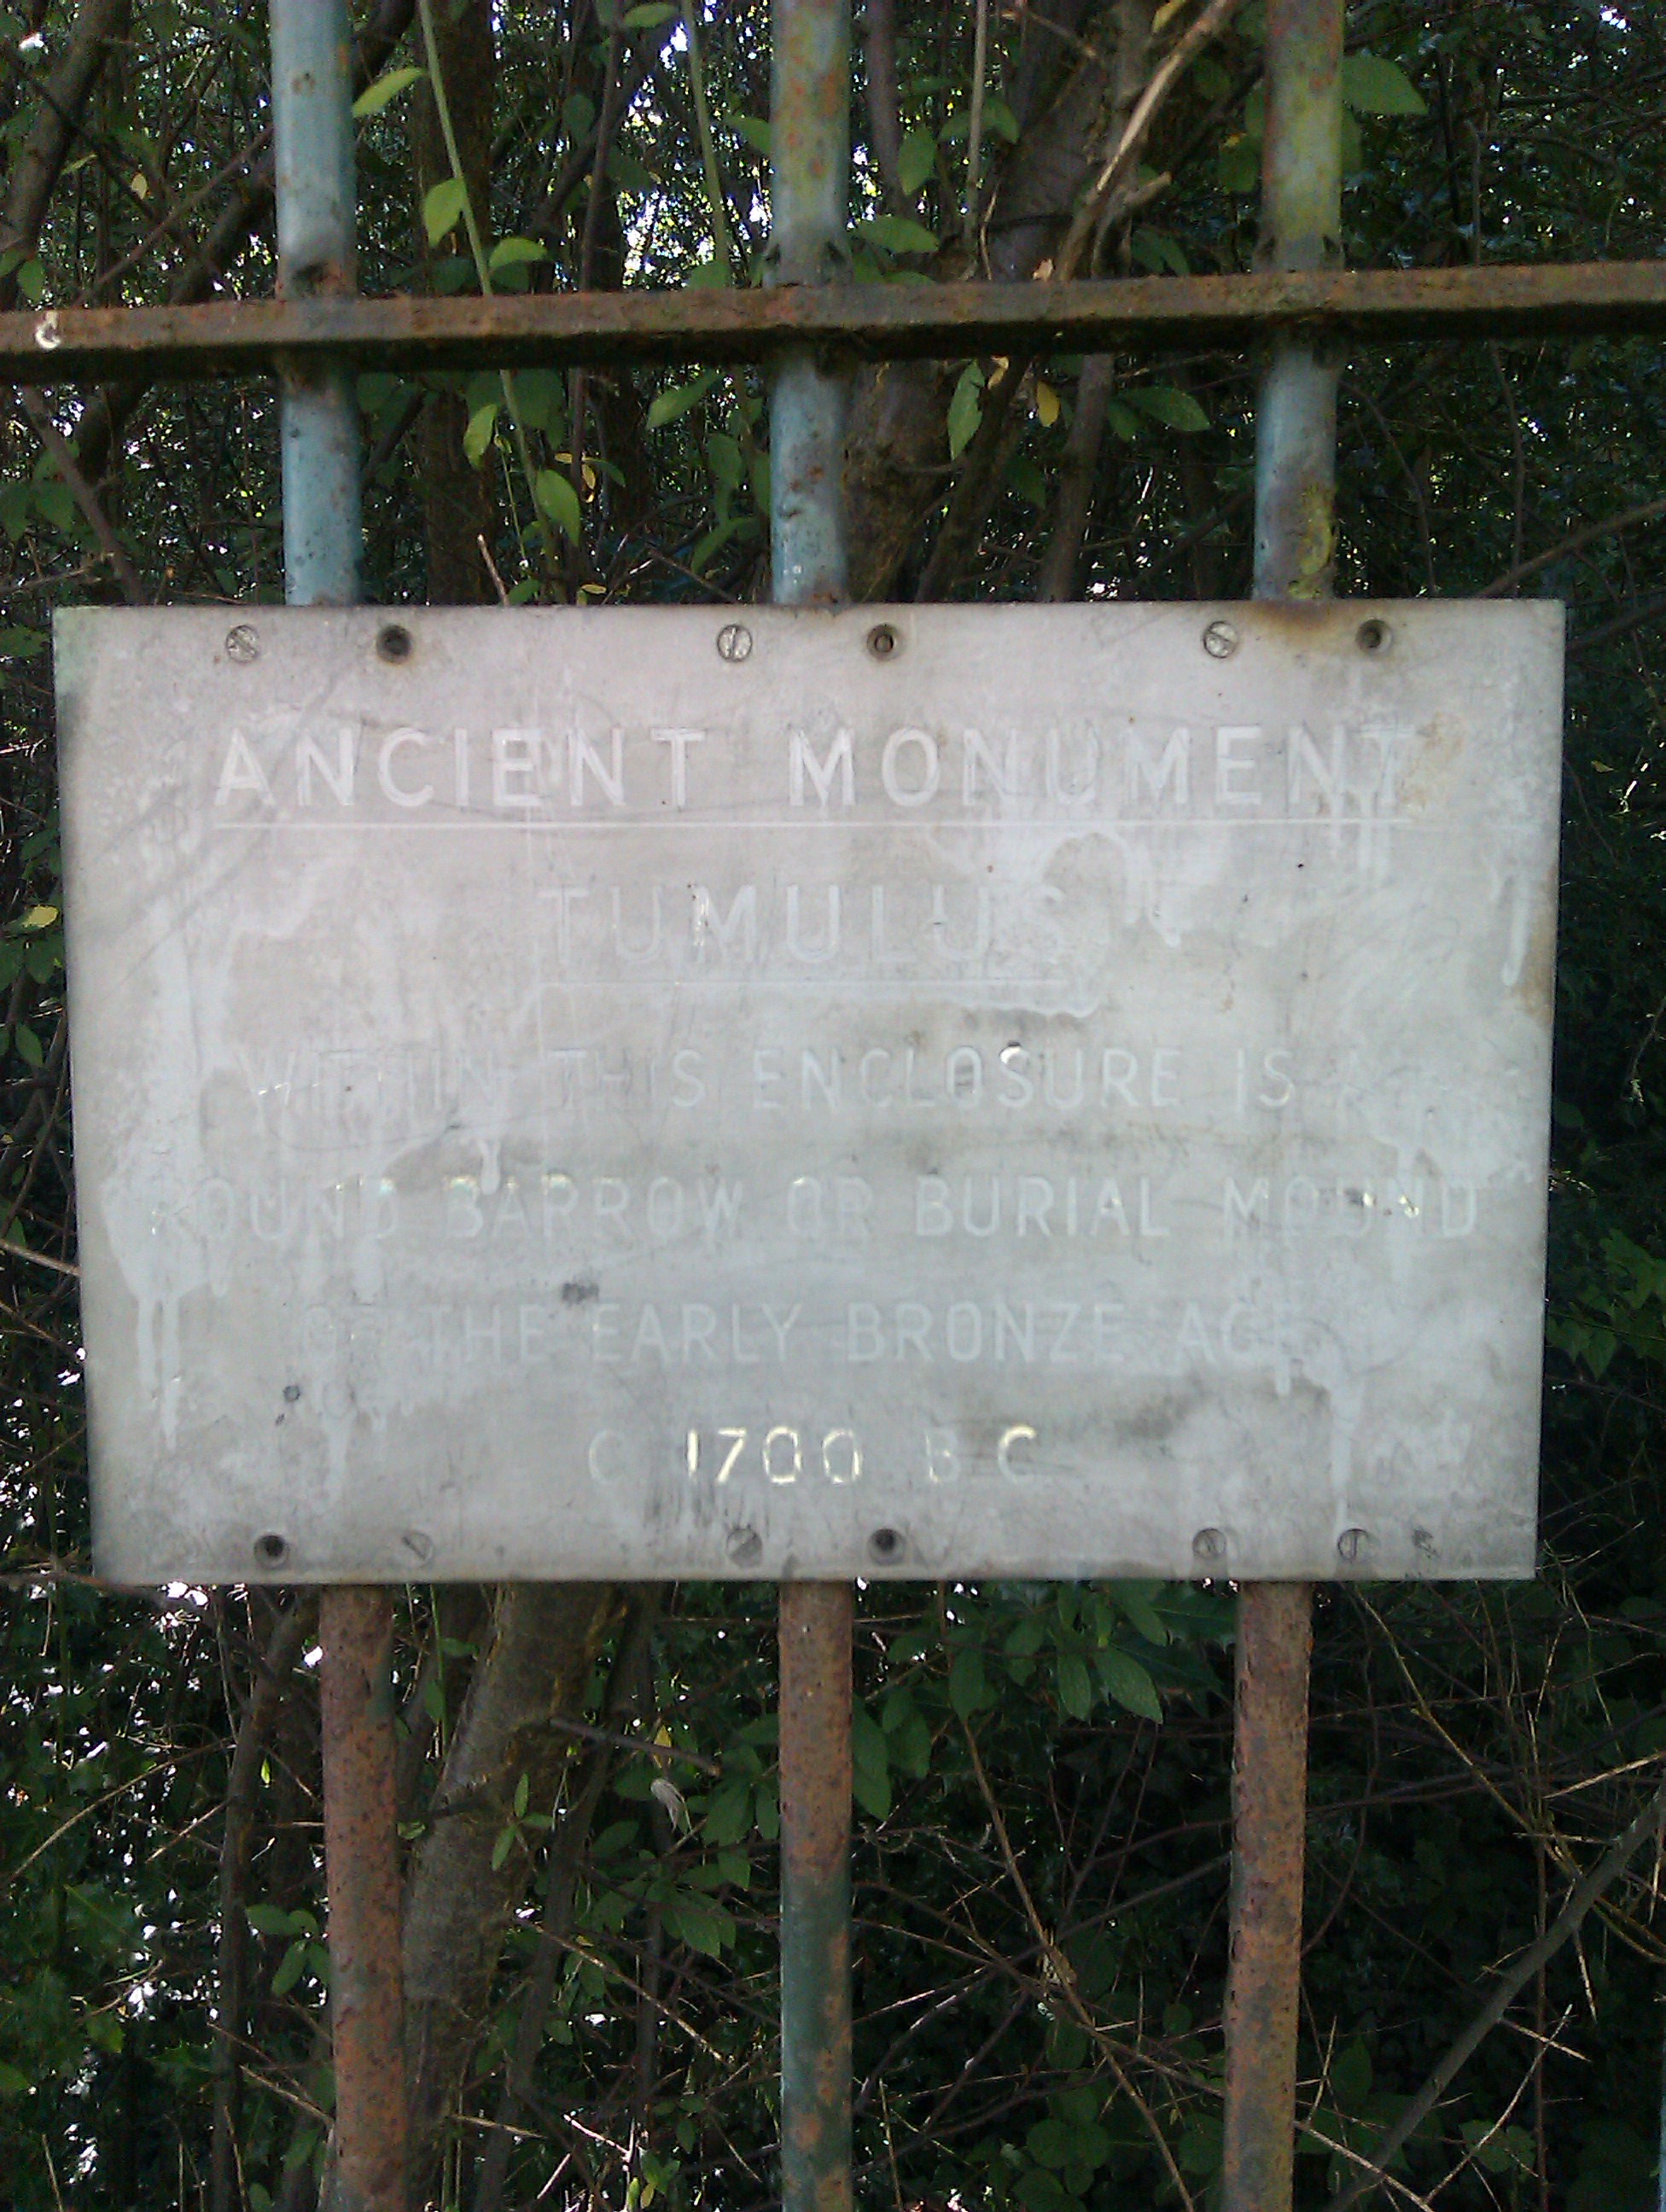 ANCIENT MONUMENT
TUMULUS
WITHIN THIS ENCLOSURE IS A
ROUND BARROW OR BURIAL MOUND
OF THE EARLY BRONZE AGE
C 1700 B C